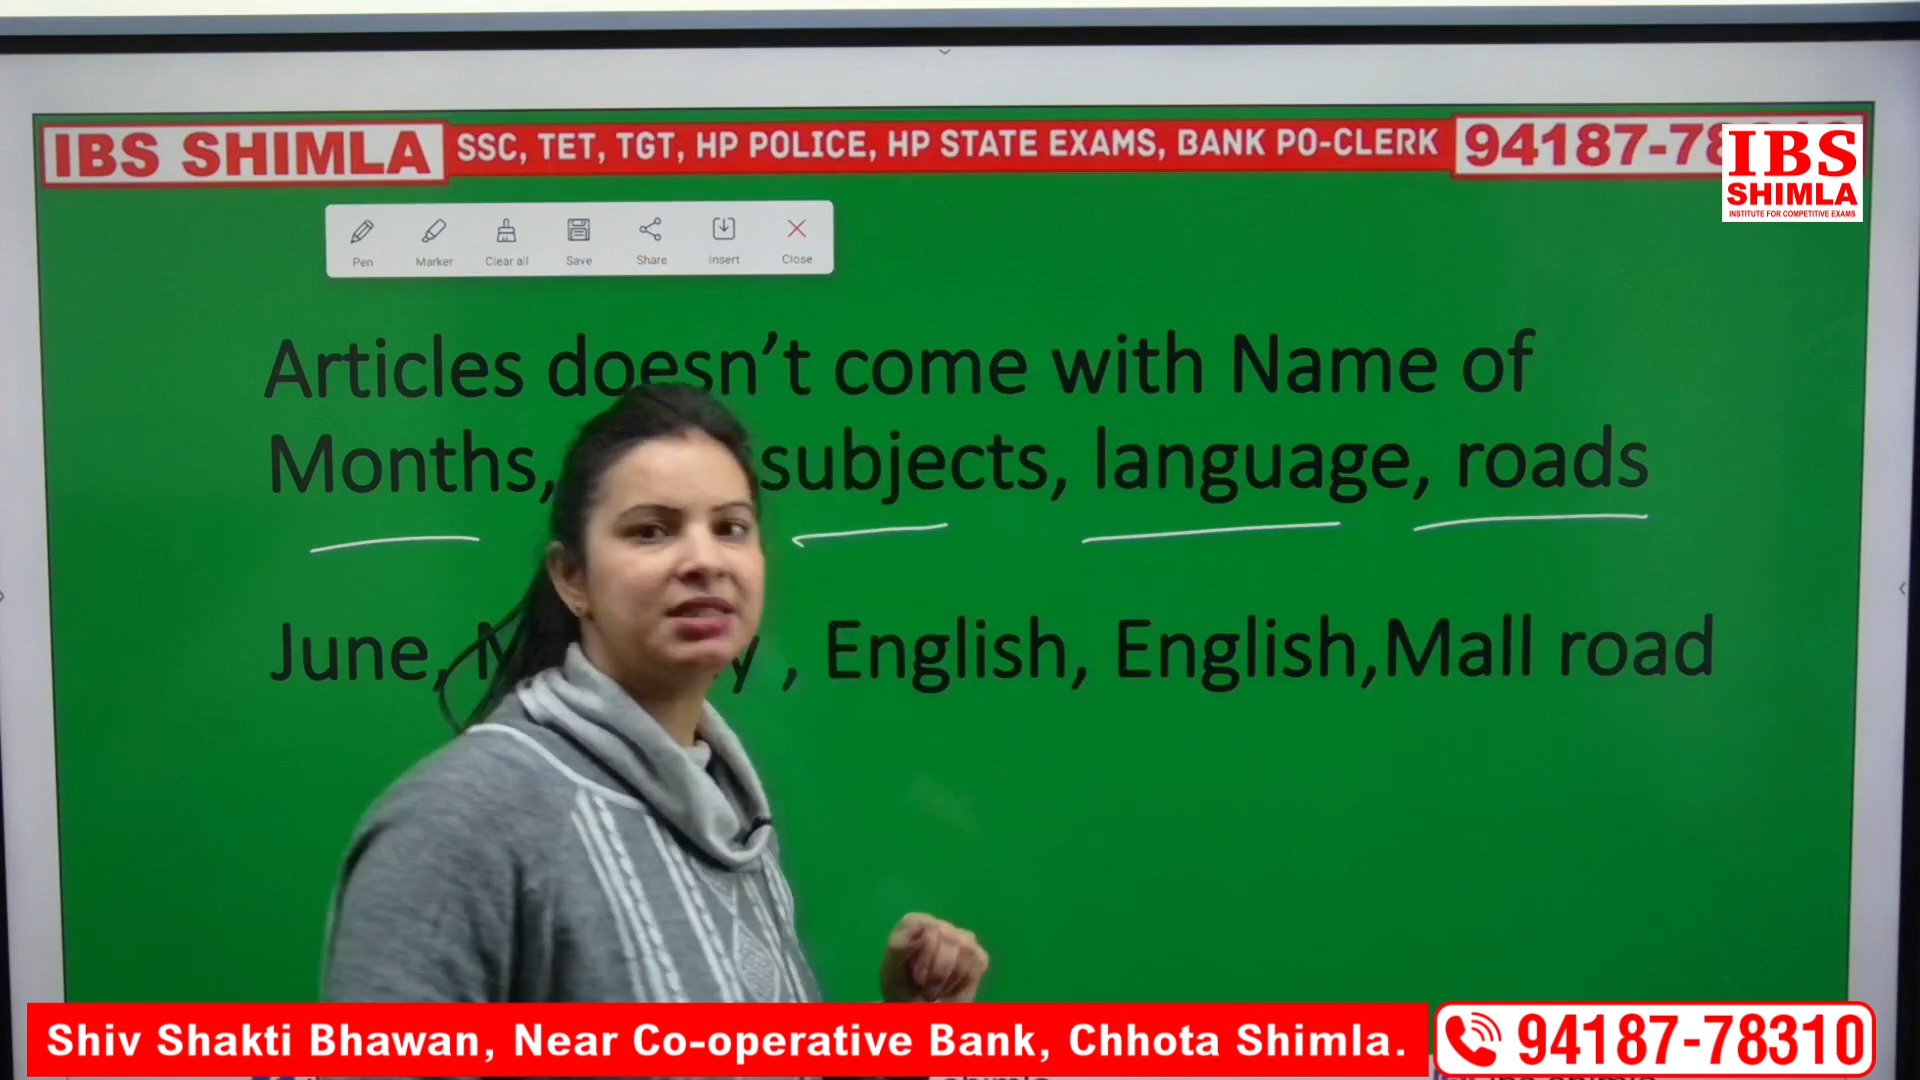 IBS SHIMLA SSC, TET, TGT, HP POLICE, HP STATE EXAMS, BANK PO-CLERK 94187-78
IBS
SHIMLA
INSTITUTE FOR COMPETITIVE EXAMS
Pen Marker Clear all Save Share Insert Close
Articles doesn't come with Name of
Months, subjects, language, roads
June, English, English,Mall road
Shiv Shakti Bhawan, Near Co-operative Bank, Chhota Shimla. 94187-78310